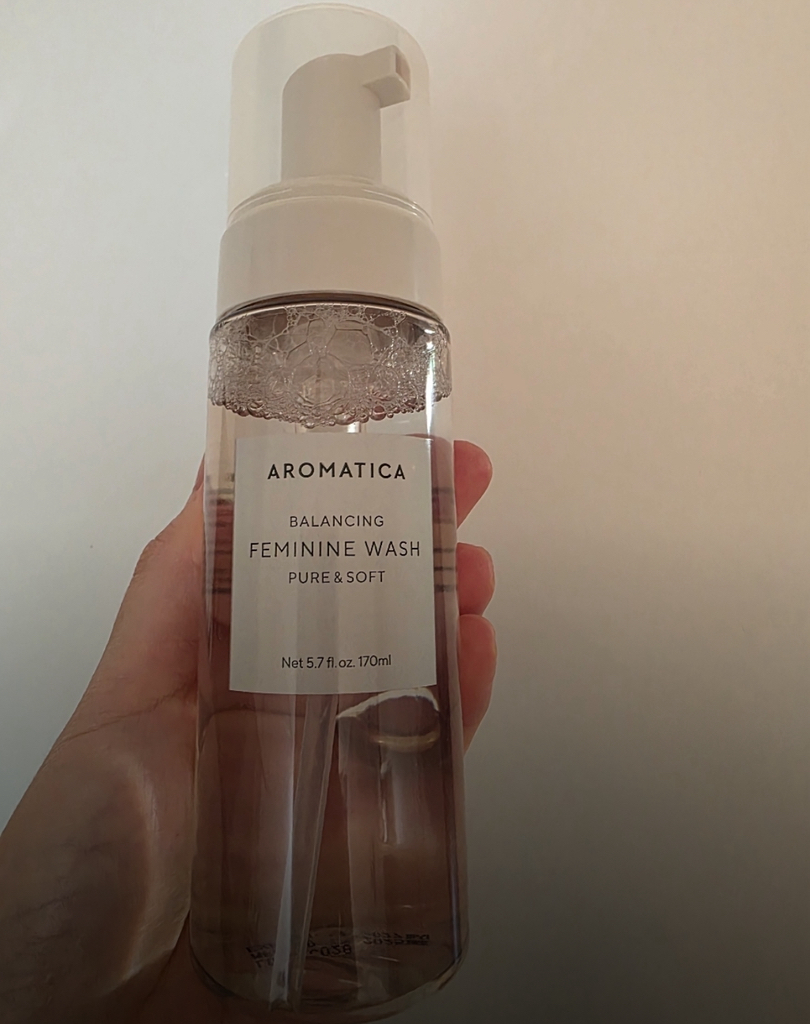 AROMATICA
BALANCING
FEMININE WASH
PURE & SOFT
Net 5.7 fl. oz. 170ml